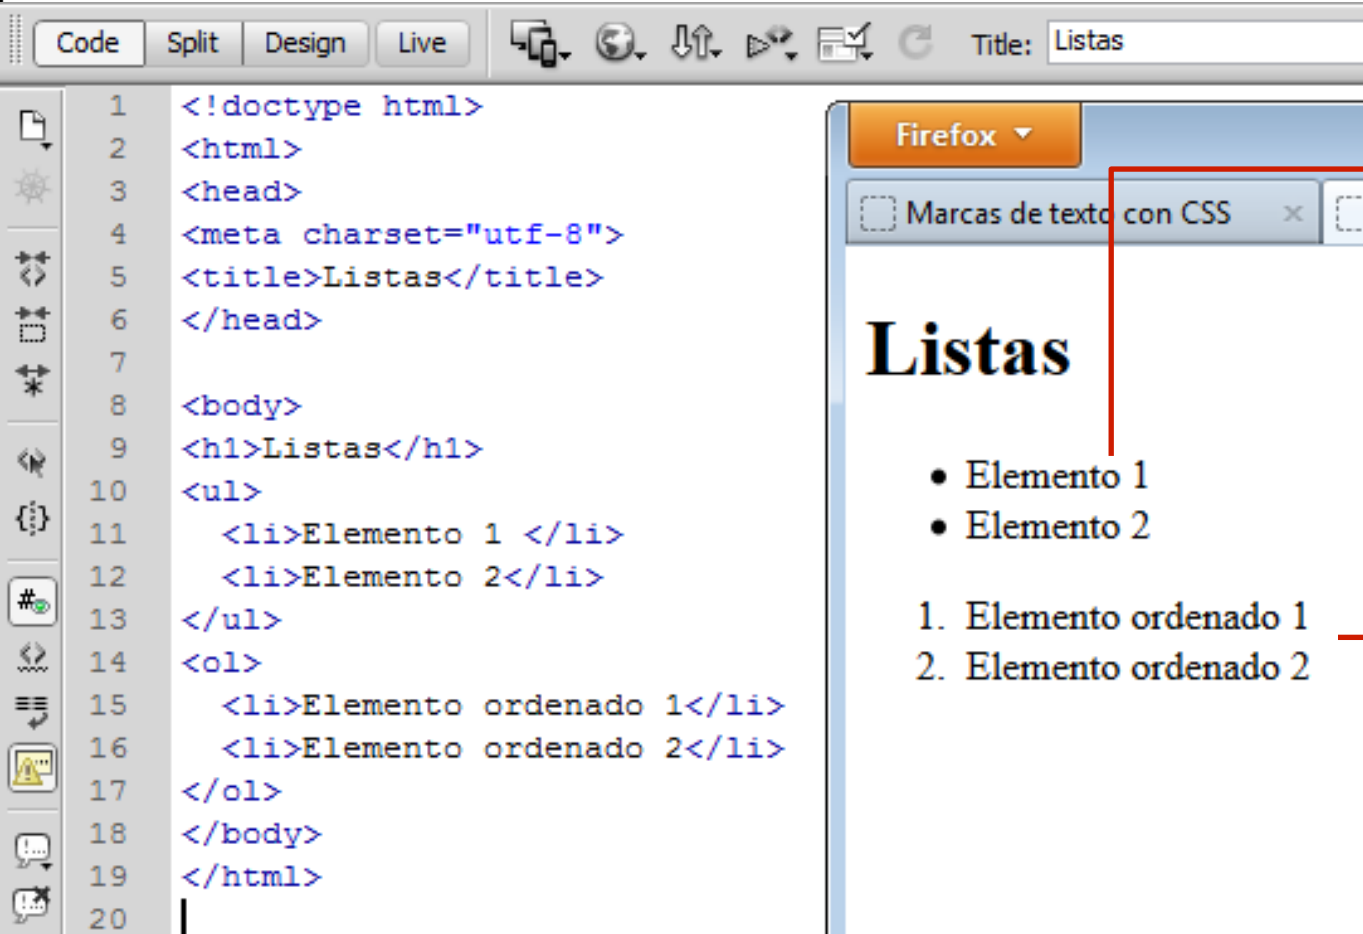 Code Split Design Live Title: Listas
1 <!doctype html>
2 <html>
3 <head>
4 <meta charset="utf-8">
5 <title>Listas</title>
6 </head>
7
8 <body>
9 <h1>Listas</h1>
10 <ul>
11   <li>Elemento 1 </li>
12   <li>Elemento 2</li>
13 </ul>
14 <ol>
15   <li>Elemento ordenado 1</li>
16   <li>Elemento ordenado 2</li>
17 </ol>
18 </body>
19 </html>
20
Firefox
Marcas de texto con CSS
Listas
• Elemento 1
• Elemento 2
1. Elemento ordenado 1
2. Elemento ordenado 2